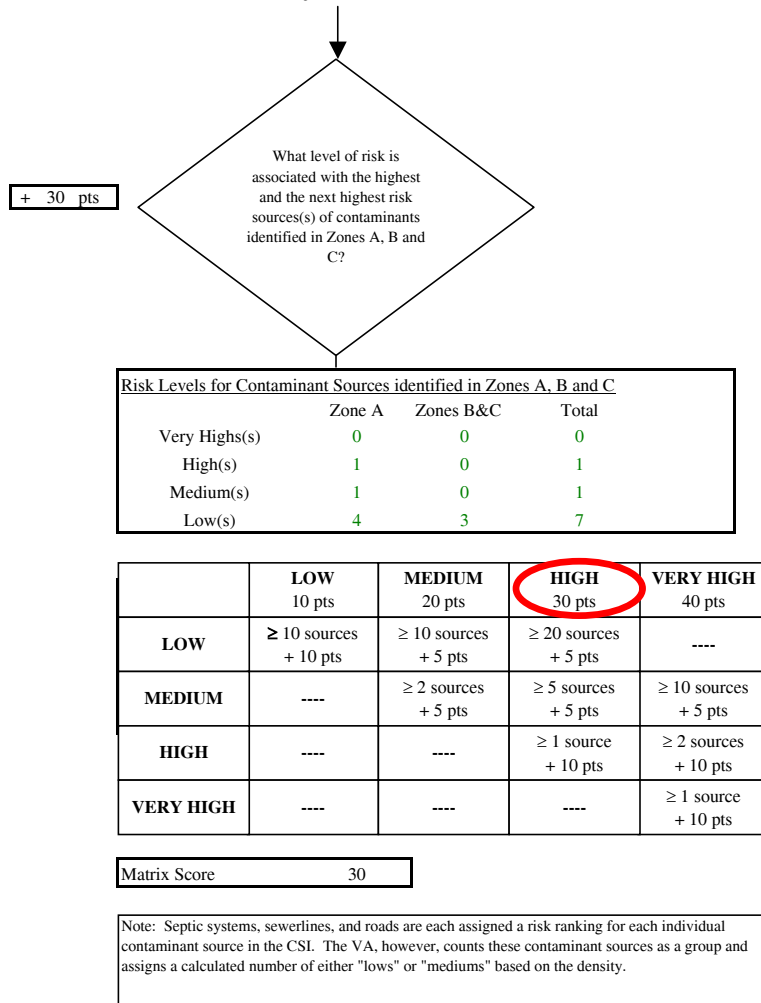 What level of risk is
associated with the highest
and the next highest risk
sources(s) of contaminants
identified in Zones A, B and
C?
+ 30 pts
Risk Levels for Contaminant Sources identified in Zones A, B and C
Zone A Zones B&C Total
Very Highs(s) 0 0 0
High(s) 1 0 1
Medium(s) 1 0 1
Low(s) 4 3 7
LOW MEDIUM HIGH VERY HIGH
10 pts 20 pts 30 pts 40 pts
LOW ≥ 10 sources ≥ 10 sources ≥ 20 sources ----
+ 10 pts + 5 pts + 5 pts
MEDIUM ---- ≥ 2 sources ≥ 5 sources ≥ 10 sources
+ 5 pts + 5 pts + 5 pts
HIGH ---- ---- ≥ 1 source ≥ 2 sources
+ 10 pts + 10 pts
VERY HIGH ---- ---- ---- ≥ 1 source
+ 10 pts
Matrix Score 30
Note: Septic systems, sewerlines, and roads are each assigned a risk ranking for each individual
contaminant source in the CSI. The VA, however, counts these contaminant sources as a group and
assigns a calculated number of either "lows" or "mediums" based on the density.